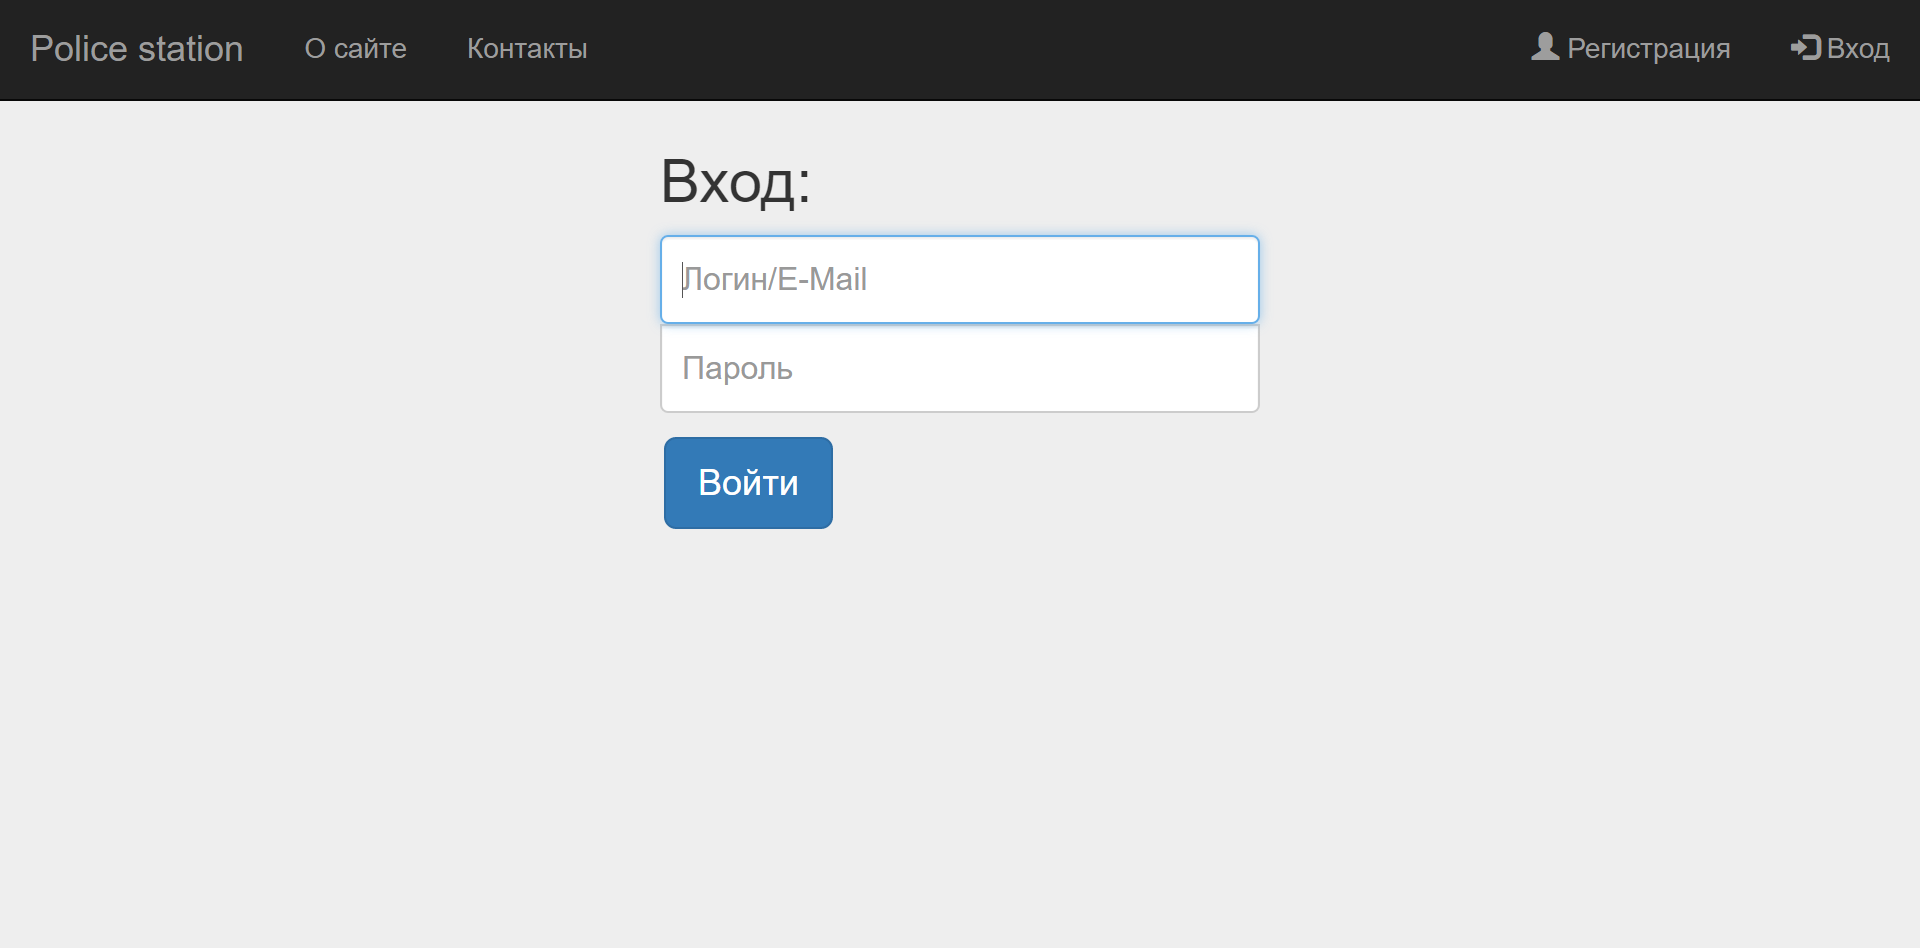 Police station О сайте Контакты Регистрация Вход
Вход:
Логин/E-Mail
Пароль
Войти